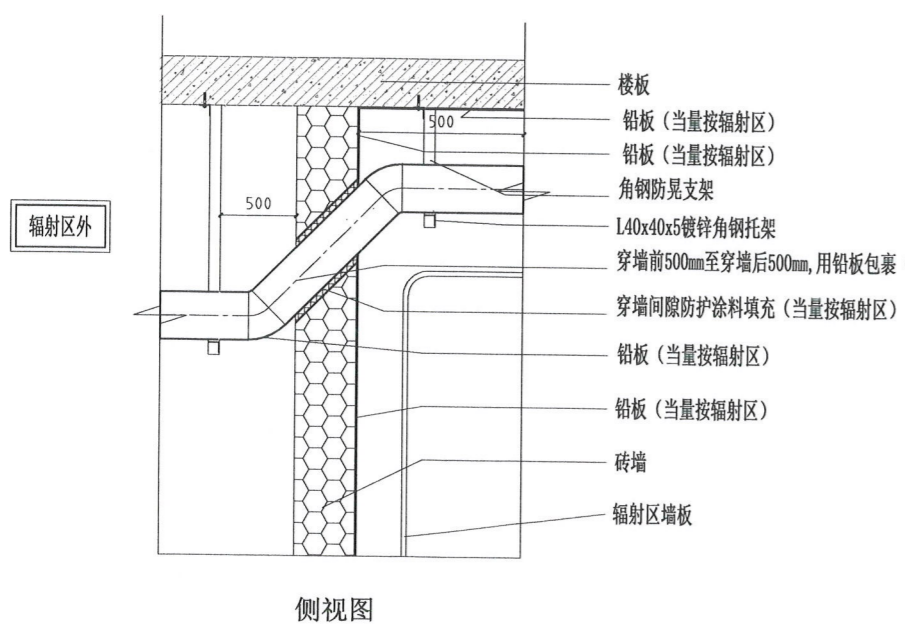 楼板
铅板（当量按辐射区）
500
铅板（当量按辐射区）
角钢防晃支架
500
辐射区外
L40x40x5镀锌角钢托架
穿墙前500mm至穿墙后500mm,用铅板包裹
穿墙间隙防护涂料填充（当量按辐射区）
铅板（当量按辐射区）
铅板（当量按辐射区）
砖墙
辐射区墙板
侧视图